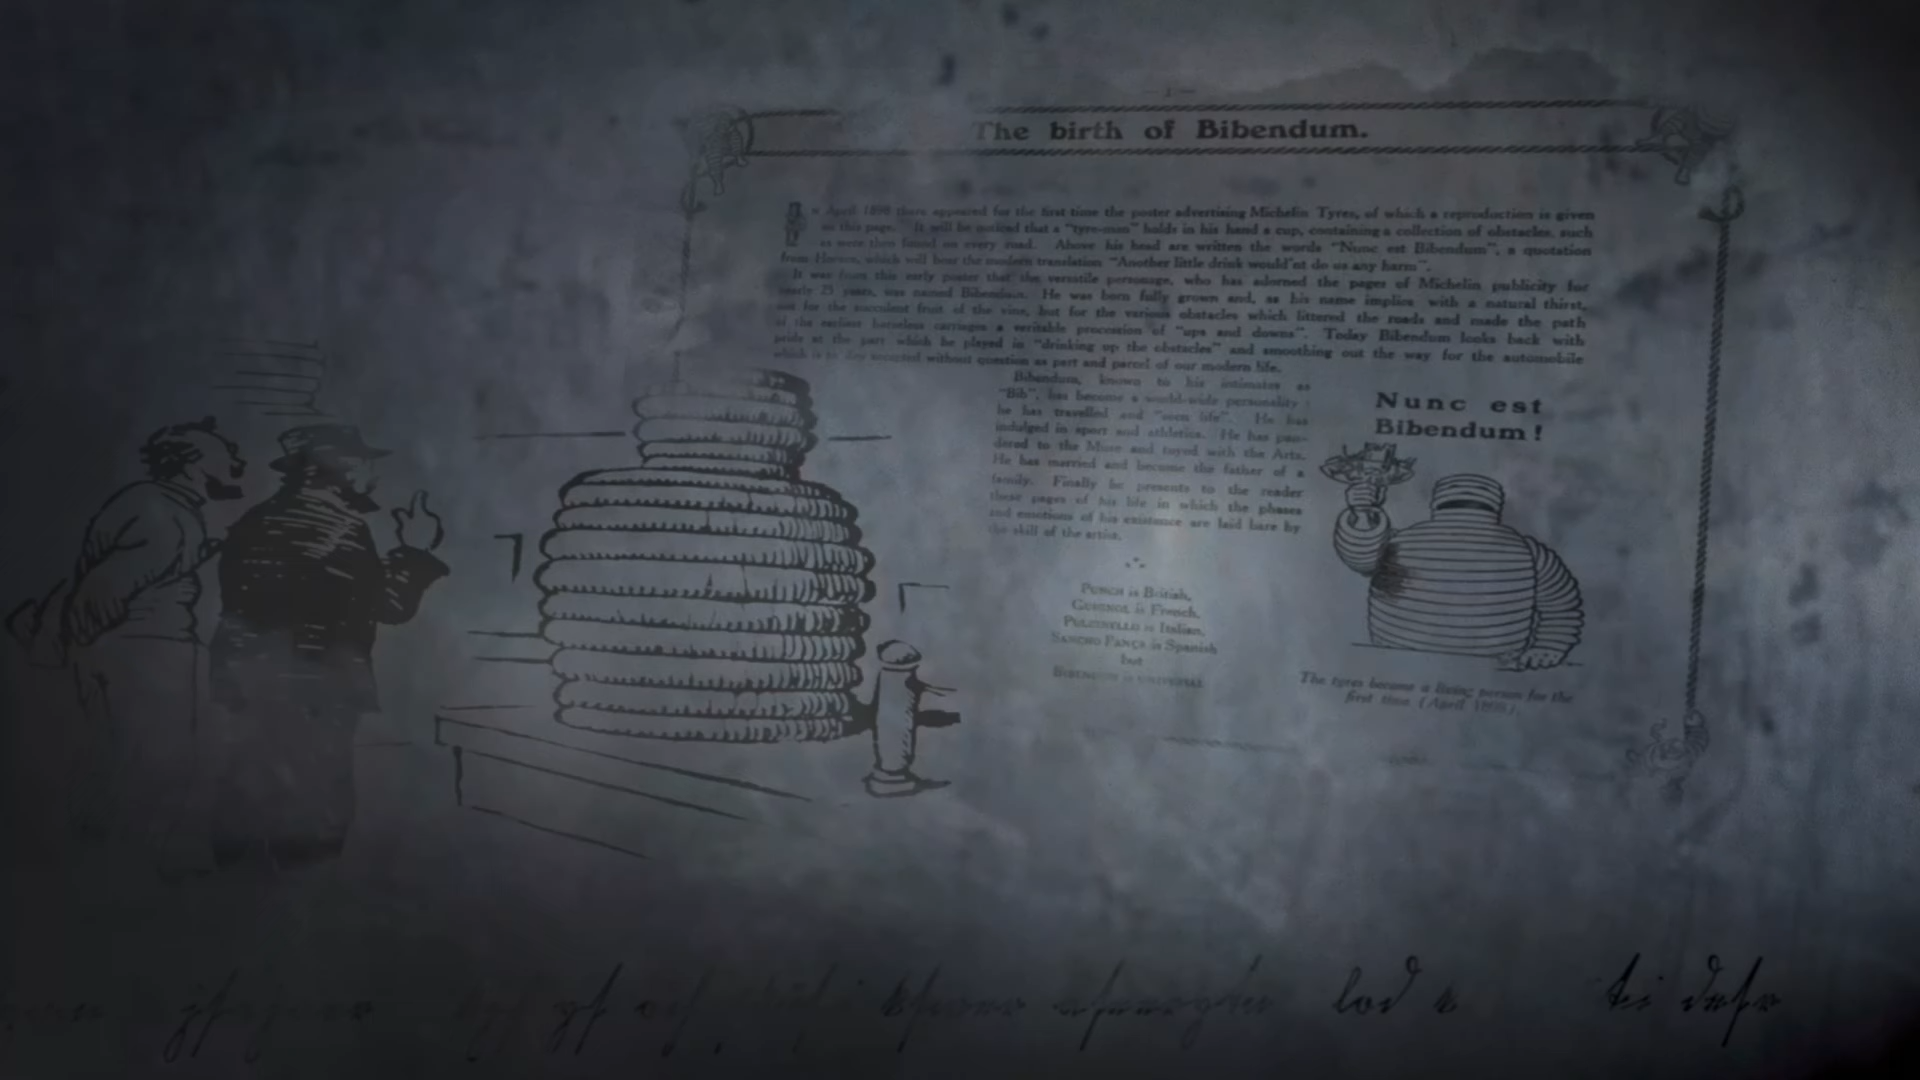 — 1 —
The birth of Bibendum.
In April 1898 there appeared for the first time the poster advertising Michelin Tyres, of which a reproduction is given
on this page. It will be noticed that a "tyre-man" holds in his hand a cup, containing a collection of obstacles, such
as were then found on every road. Above his head are written the words "Nunc est Bibendum", a quotation
from Horace, which will bear the modern translation "Another little drink would'nt do us any harm".
It was from this early poster that the versatile personage, who has adorned the pages of Michelin publicity for
nearly 25 years, was named Bibendum. He was born fully grown and, as his name implies with a natural thirst,
not for the succulent fruit of the vine, but for the various obstacles which littered the roads and made the path
of the earliest horseless carriages a veritable procession of "ups and downs". Today Bibendum looks back with
pride at the part which he played in "drinking up the obstacles" and smoothing out the way for the automobile
which is to-day accepted without question as part and parcel of our modern life.
Bibendum, known to his intimates as
"Bib", has become a world-wide personality:
he has travelled and "seen life". He has
indulged in sport and athletics. He has pan-
dered to the Muse and toyed with the Arts.
He has married and become the father of a
family. Finally he presents to the reader
these pages of his life in which the phases
and emotions of his existence are laid bare by
the skill of the artist.
Nunc est
Bibendum!
PUNCH is British,
GUIGNOL is French,
PULCINELLO is Italian,
SANCHO PANÇA is Spanish
but
BIBENDUM is UNIVERSAL
The tyres became a living person for the
first time (April 1898).